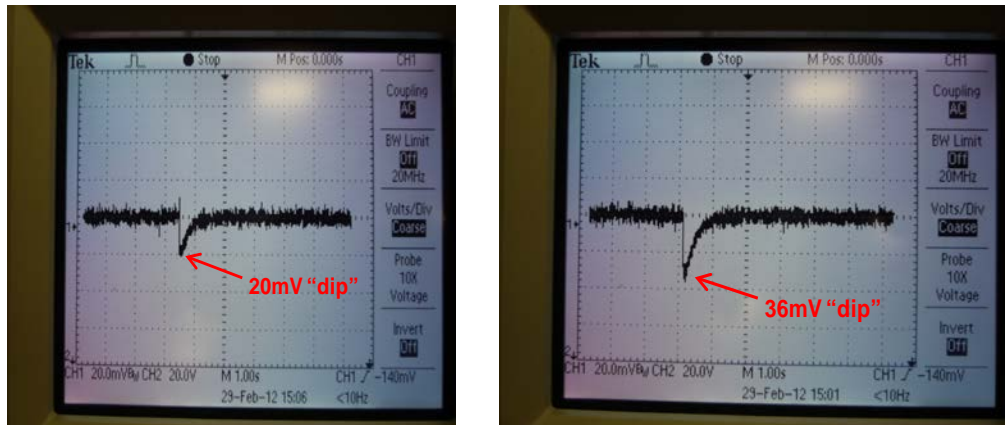 Tek Stop M Pos: 0.000s CH1
Coupling
AC
BW Limit
Off
20MHz
Volts/Div
Coarse
Probe
10X
Voltage
Invert
Off
1
2
20mV “dip”
CH1 20.0mVBW CH2 20.0V M 1.00s CH1 -140mV
29-Feb-12 15:06 <10Hz
Tek Stop M Pos: 0.000s CH1
Coupling
AC
BW Limit
Off
20MHz
Volts/Div
Coarse
Probe
10X
Voltage
Invert
Off
1
2
36mV “dip”
CH1 20.0mVBW CH2 20.0V M 1.00s CH1 -140mV
29-Feb-12 15:01 <10Hz